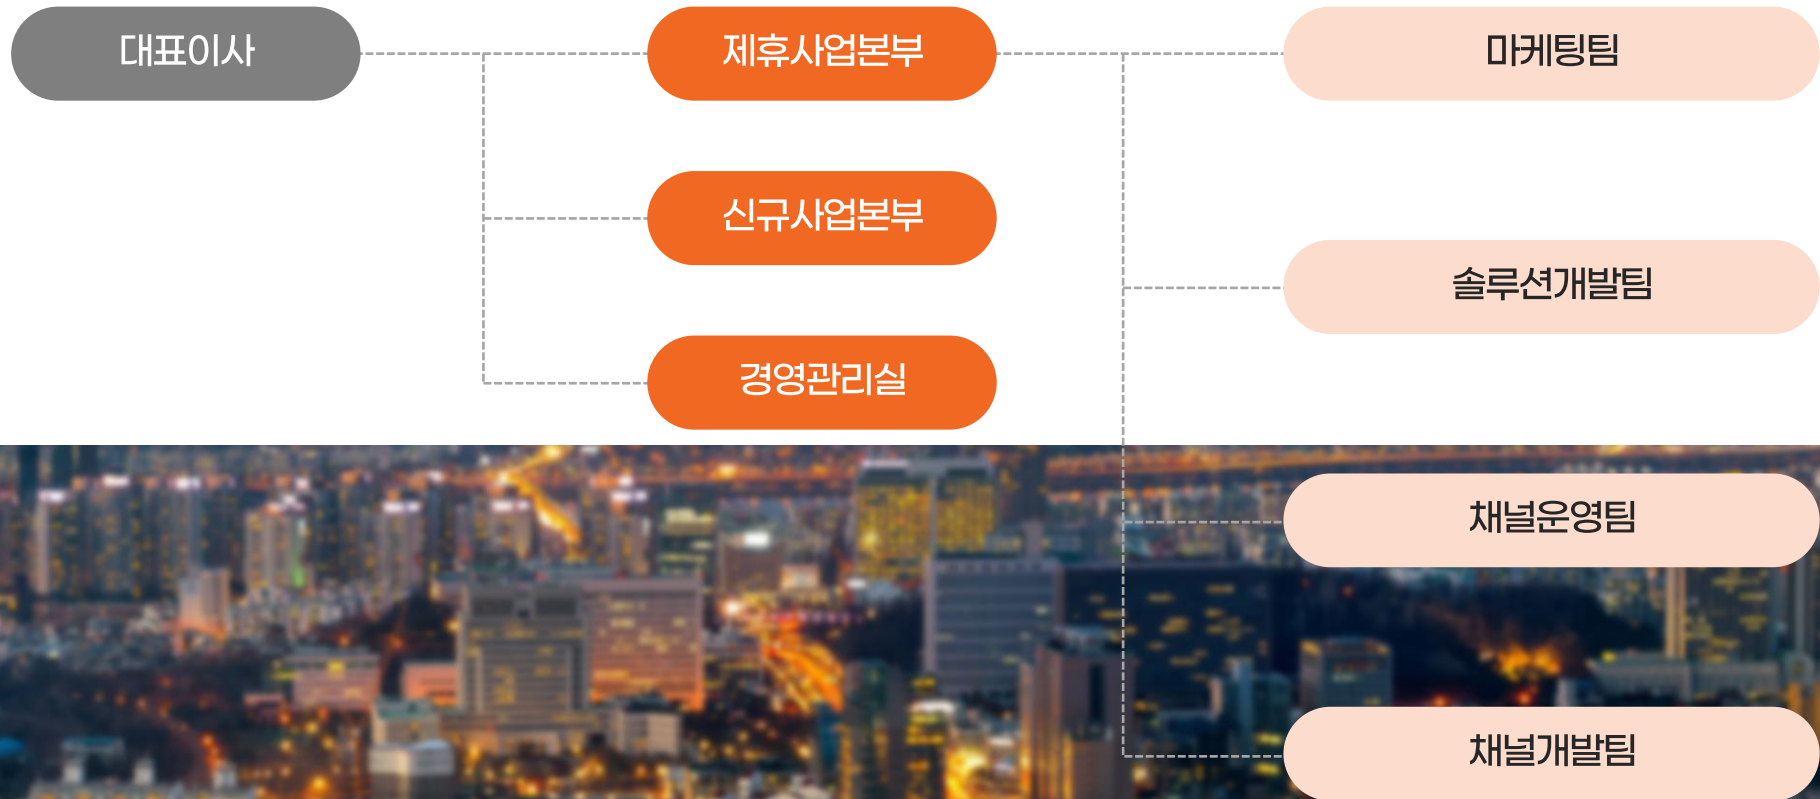 대표이사
제휴사업본부
마케팅팀
신규사업본부
솔루션개발팀
경영관리실
채널운영팀
채널개발팀